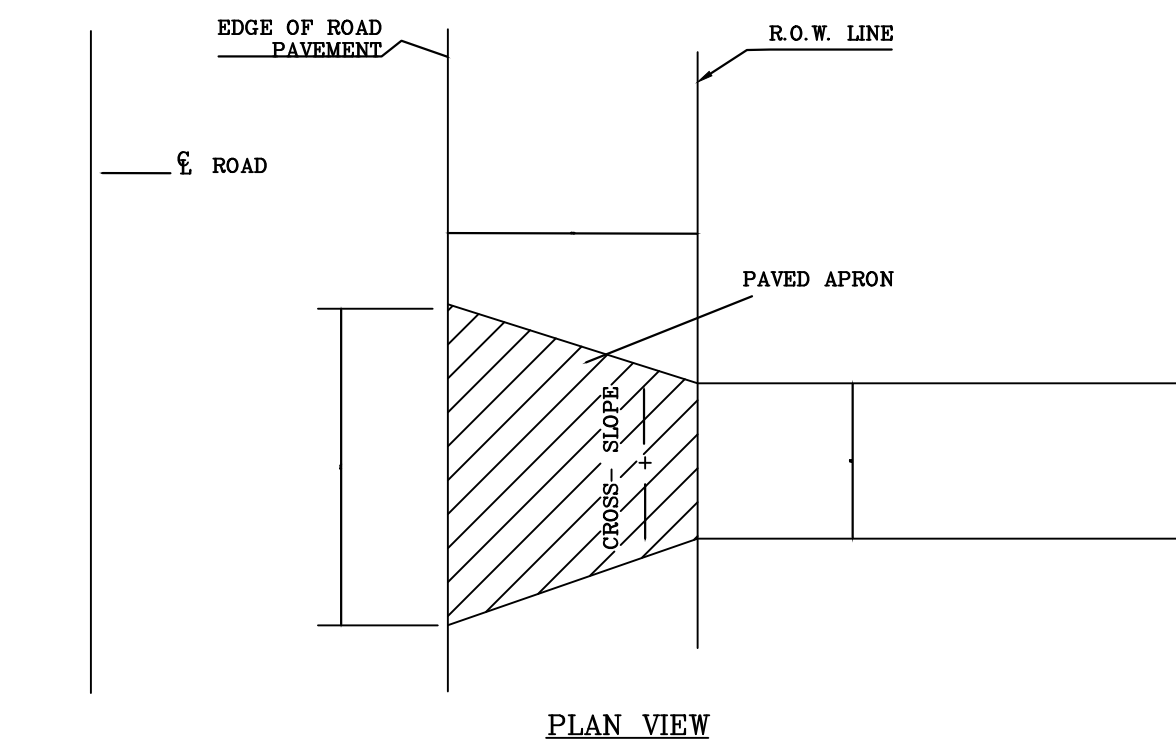 EDGE OF ROAD
PAVEMENT
R.O.W. LINE
℄ ROAD
PAVED APRON
CROSS- SLOPE
+
PLAN VIEW